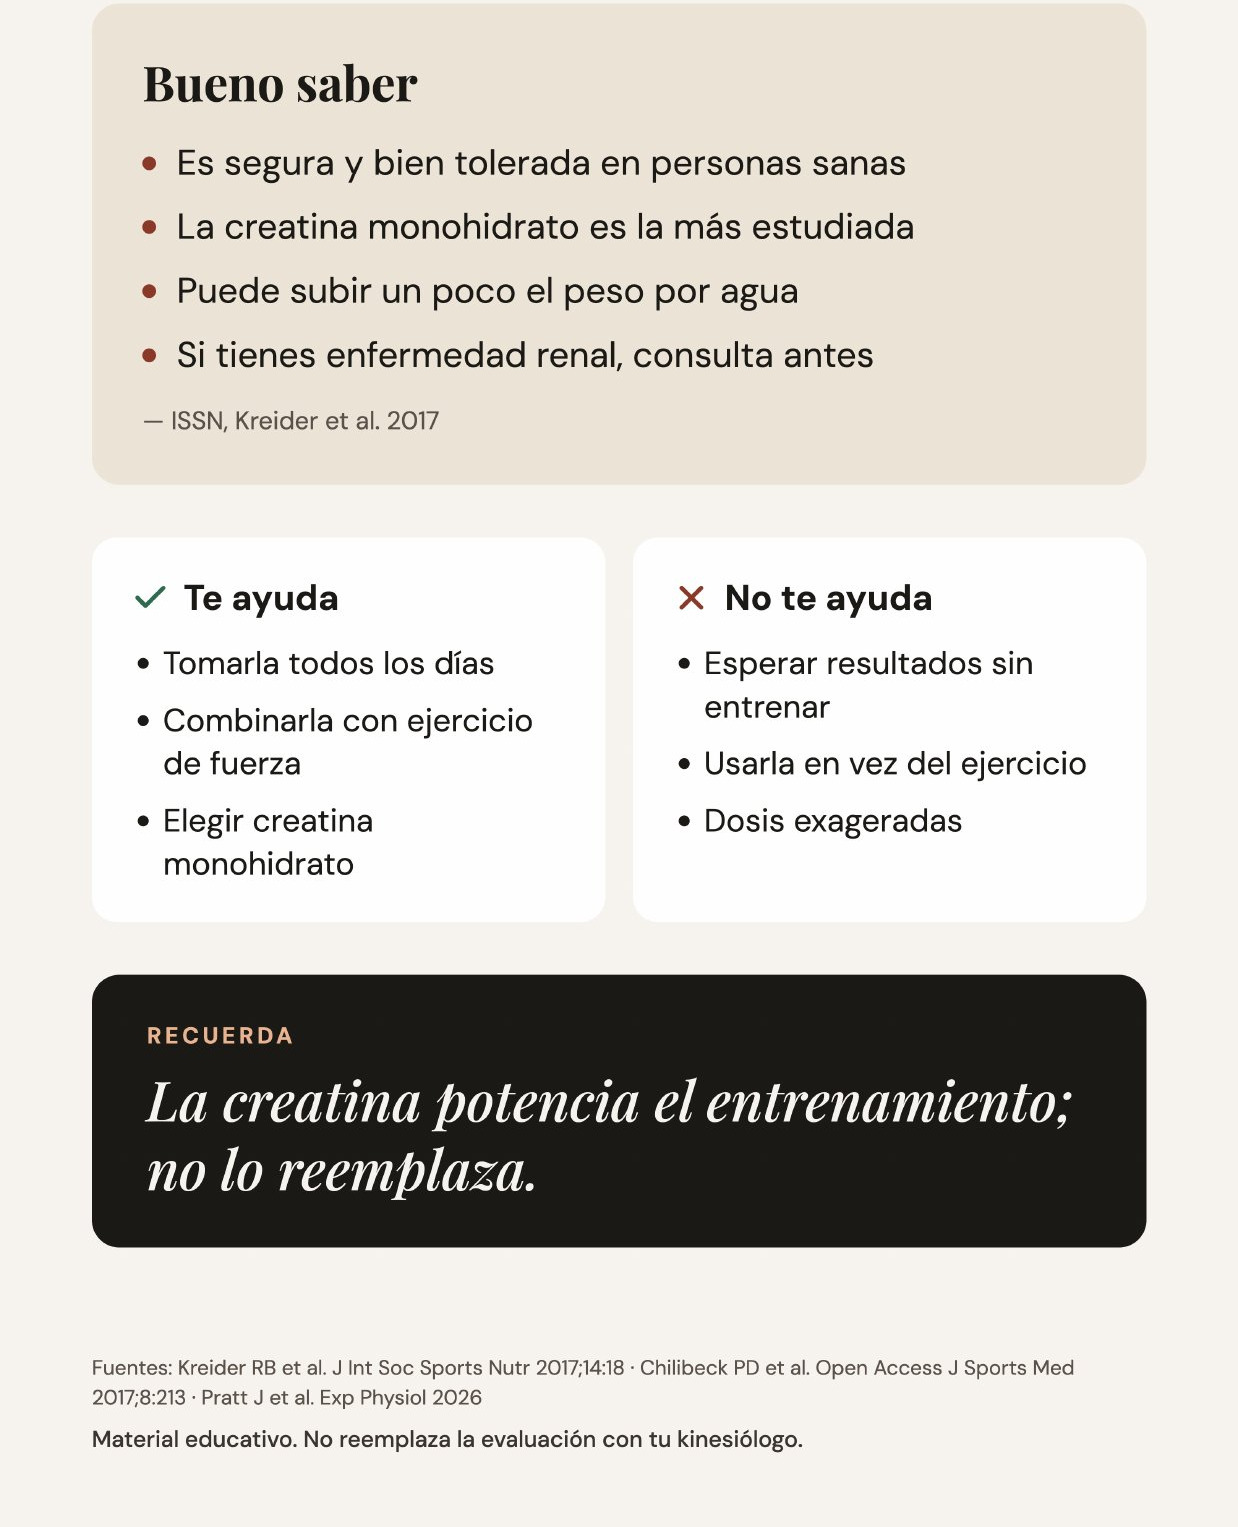 Bueno saber
• Es segura y bien tolerada en personas sanas
• La creatina monohidrato es la más estudiada
• Puede subir un poco el peso por agua
• Si tienes enfermedad renal, consulta antes
— ISSN, Kreider et al. 2017
✓ Te ayuda
• Tomarla todos los días
• Combinarla con ejercicio
de fuerza
• Elegir creatina
monohidrato
✕ No te ayuda
• Esperar resultados sin
entrenar
• Usarla en vez del ejercicio
• Dosis exageradas
RECUERDA
La creatina potencia el entrenamiento;
no lo reemplaza.
Fuentes: Kreider RB et al. J Int Soc Sports Nutr 2017;14:18 · Chilibeck PD et al. Open Access J Sports Med
2017;8:213 · Pratt J et al. Exp Physiol 2026
Material educativo. No reemplaza la evaluación con tu kinesiólogo.